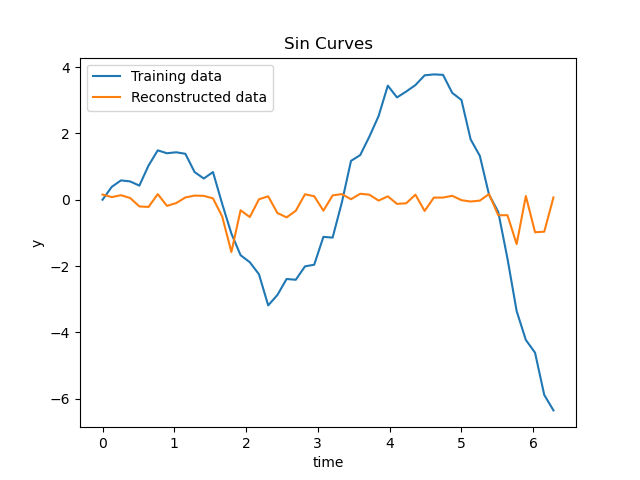 Sin Curves
Training data
Reconstructed data
4
2
0
−2
−4
−6
y
0 1 2 3 4 5 6
time